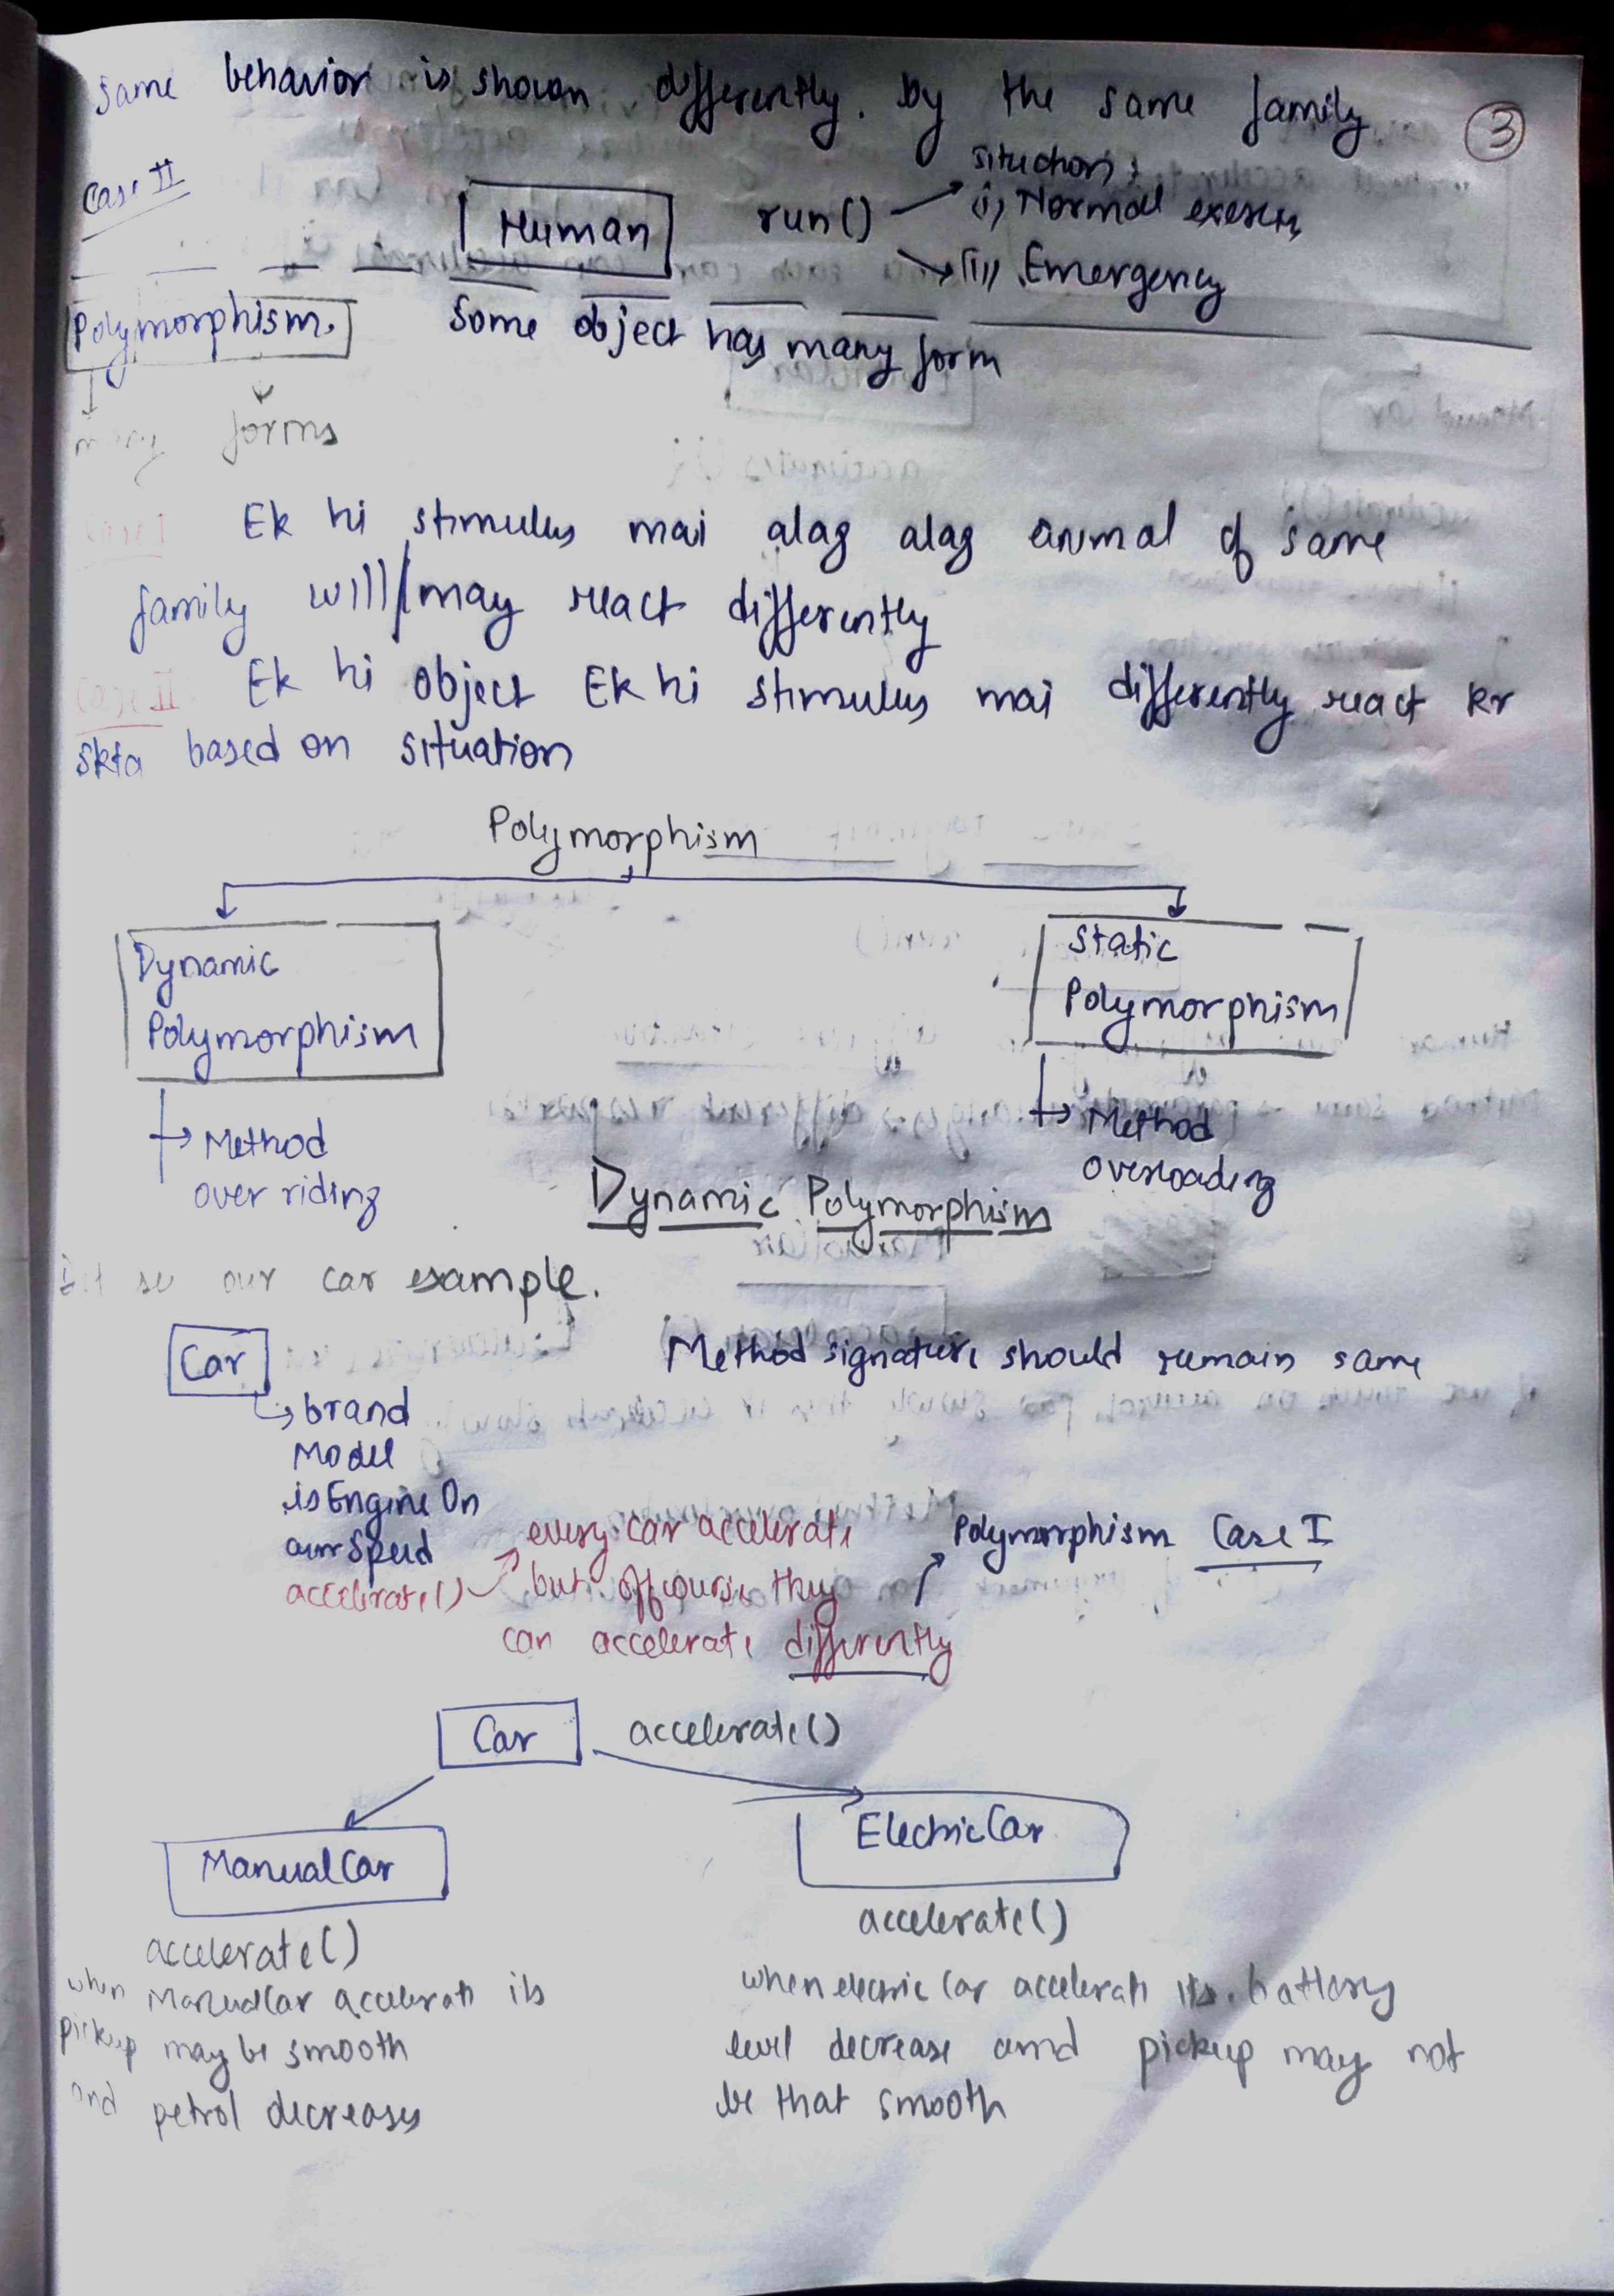 same behavior is shown differently. by the same family
3
Case II
Human
run()
situction :
(i) Normal
(ii) Emergency
Polymorphism.
Some object has many form
many forms
Case I
Ek hi stimulus mai alag alag animal of same
family will/may react differently
Case II
Ek hi object Ek hi stimulus mai differently react kr
skta based on situation
Polymorphism
Dynamic
Polymorphism
Static
Polymorphism
Method
over riding
Method
overloading
Dynamic Polymorphism
our car example.
Car
Method signature should remain same
brand
Model
isEngineOn
currSpeed
accelerate()
every car accelerate
but offcourse they
can accelerate differently
Polymorphism Case I
Car
accelerate()
ManualCar
ElectricCar
accelerate()
when ManualCar accelerate its
pickup may be smooth
and petrol decreases
accelerate()
when electric Car accelerate its battery
level decrease and pickup may not
be that smooth